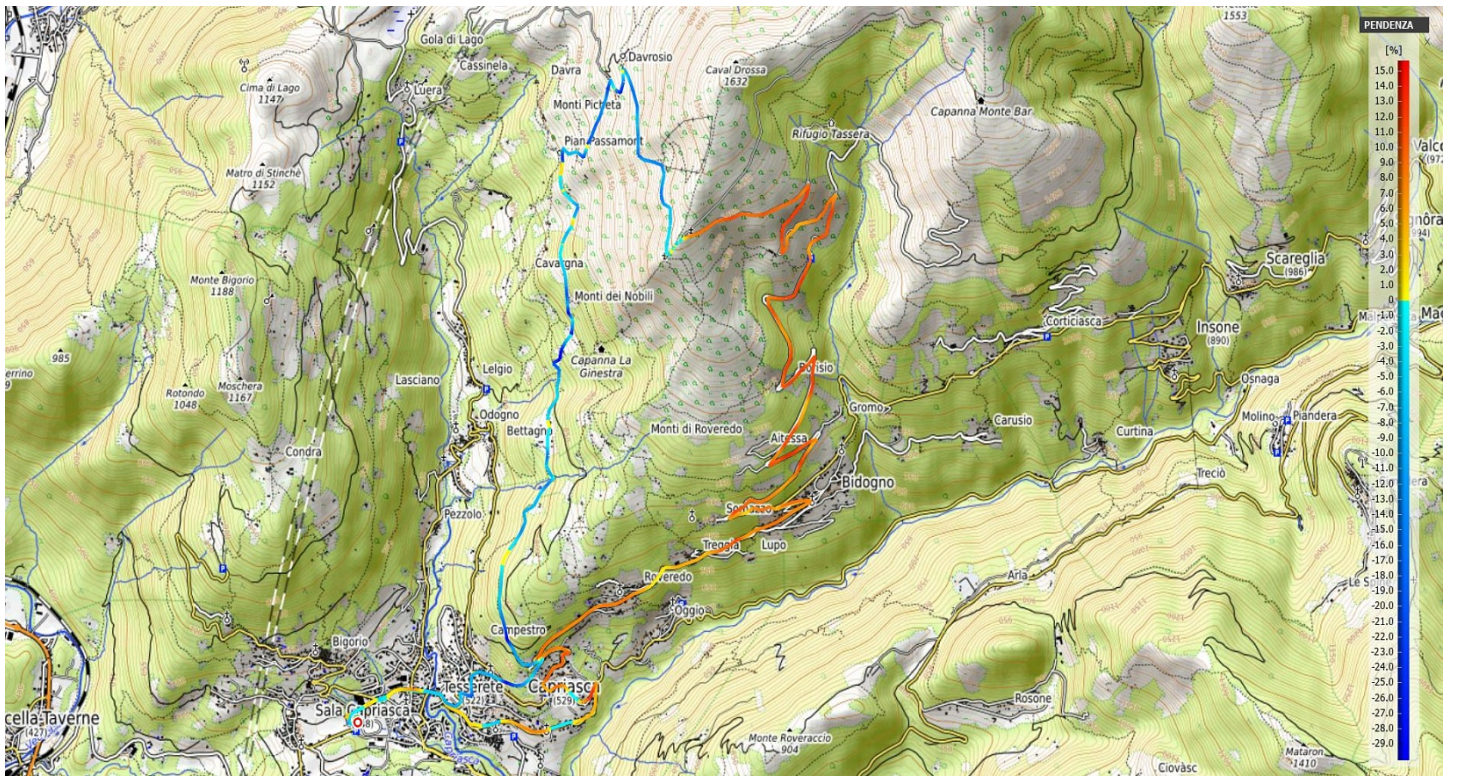 1553
PENDENZA
[%]
Gola di Lago
Cassinela
Davrosio
Davra
Caval Drossa
1632
Cima di Lago
1147
Luera
Monti Picheta
Capanna Monte Bar
Rifugio Tassera
Pian Passamont
Matro di Stinchè
1152
Cavargna
Monti dei Nobili
Monte Bigorio
1188
Scareglia
(986)
Corticiasca
Insone
(890)
985
Capanna La
Ginestra
Lelgio
Lasciano
Rotondo
1048
Moschera
1167
Borisio
Osnaga
Odogno
Bettagno
Gromo
Carusio
Molino
Piandera
Monti di Roveredo
Aitessa
Curtina
Condra
Bidogno
Treciò
Pezzolo
Somazzo
Treggia
Lupo
Roveredo
Arla
Oggio
Campestro
Bigorio
Tesserete
(522)
Capriasca
(529)
Sala Capriasca
Rosone
cella-Taverne
(427)
Monte Roveraccio
904
Mataron
1410
Ciovàsc
15.0
14.0
13.0
12.0
11.0
10.0
9.0
8.0
7.0
6.0
5.0
4.0
3.0
2.0
1.0
0
-1.0
-2.0
-3.0
-4.0
-5.0
-6.0
-7.0
-8.0
-9.0
-10.0
-11.0
-12.0
-13.0
-14.0
-15.0
-16.0
-17.0
-18.0
-19.0
-20.0
-21.0
-22.0
-23.0
-24.0
-25.0
-26.0
-27.0
-28.0
-29.0